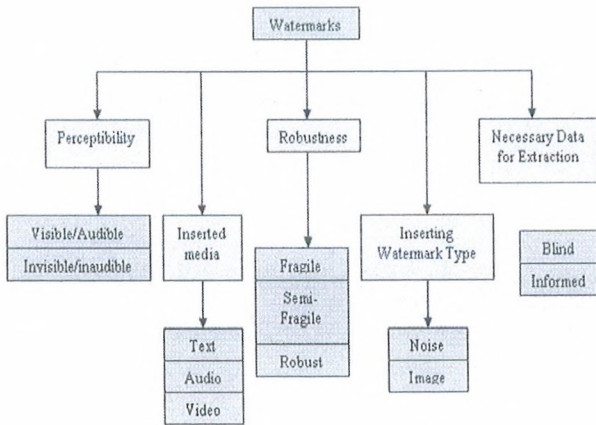 Watermarks
Perceptibility
Robustness
Necessary Data
for Extraction
Visible/Audible
Invisible/inaudible
Inserted
media
Inserting
Watermark Type
Blind
Informed
Fragile
Semi-
Fragile
Robust
Text
Audio
Video
Noise
Image